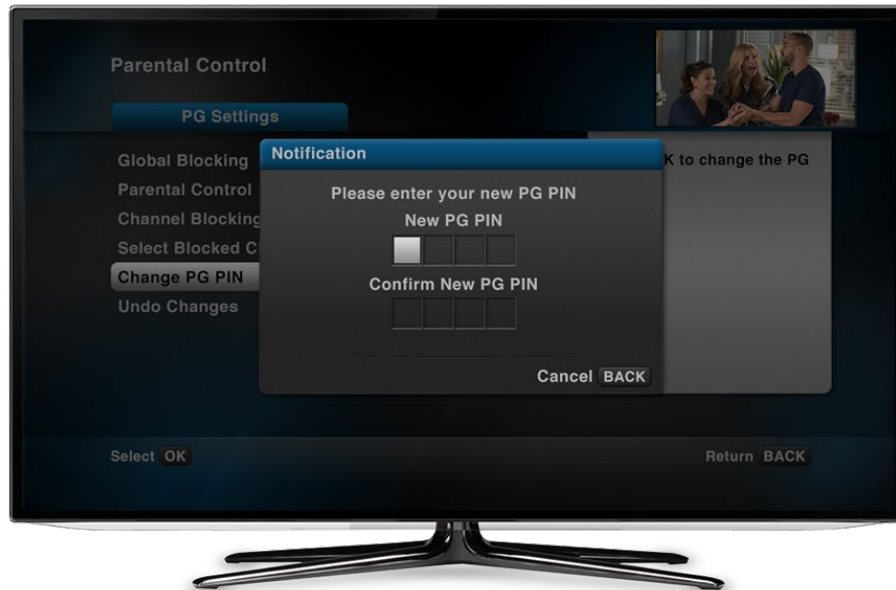 Parental Control
PG Settings
Global Blocking
Parental Control
Channel Blocking
Select Blocked C
Change PG PIN
Undo Changes
K to change the PG
Notification
Please enter your new PG PIN
New PG PIN
Confirm New PG PIN
Cancel BACK
Select OK
Return BACK